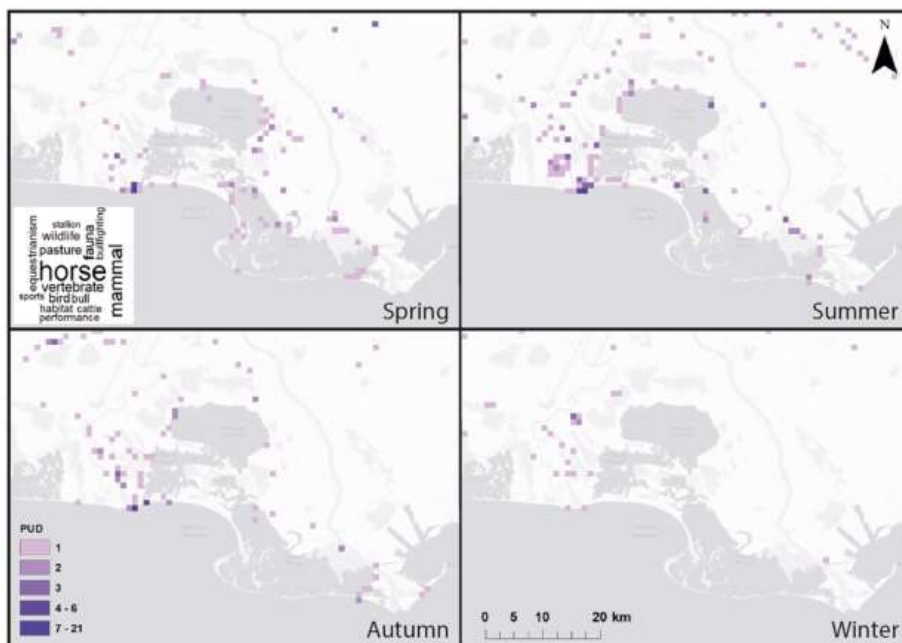 N
stallion
wildlife
pasture
equestrianism
fauna
bullfighting
horse
vertebrate
mammal
sports
bird
bull
habitat
cattle
performance
Spring
Summer
PUD
1
2
3
4 - 6
7 - 21
Autumn
0 5 10 20 km
Winter